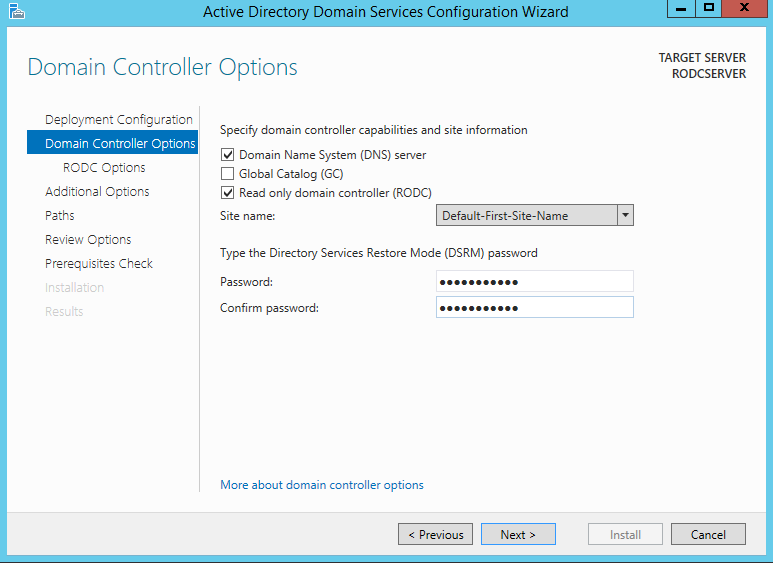 Active Directory Domain Services Configuration Wizard
Domain Controller Options
TARGET SERVER
RODCSERVER
Deployment Configuration
Domain Controller Options
RODC Options
Additional Options
Paths
Review Options
Prerequisites Check
Installation
Results
Specify domain controller capabilities and site information
Domain Name System (DNS) server
Global Catalog (GC)
Read only domain controller (RODC)
Site name: Default-First-Site-Name
Type the Directory Services Restore Mode (DSRM) password
Password: ●●●●●●●●●●●
Confirm password: ●●●●●●●●●●●
More about domain controller options
< Previous Next > Install Cancel